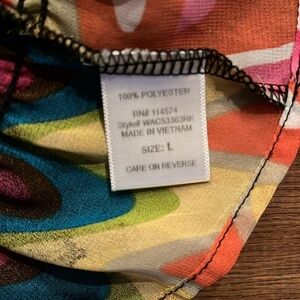 100% POLYESTER
RN# 114574
Style# WAC53363RK
MADE IN VIETNAM
SIZE: L
CARE ON REVERSE